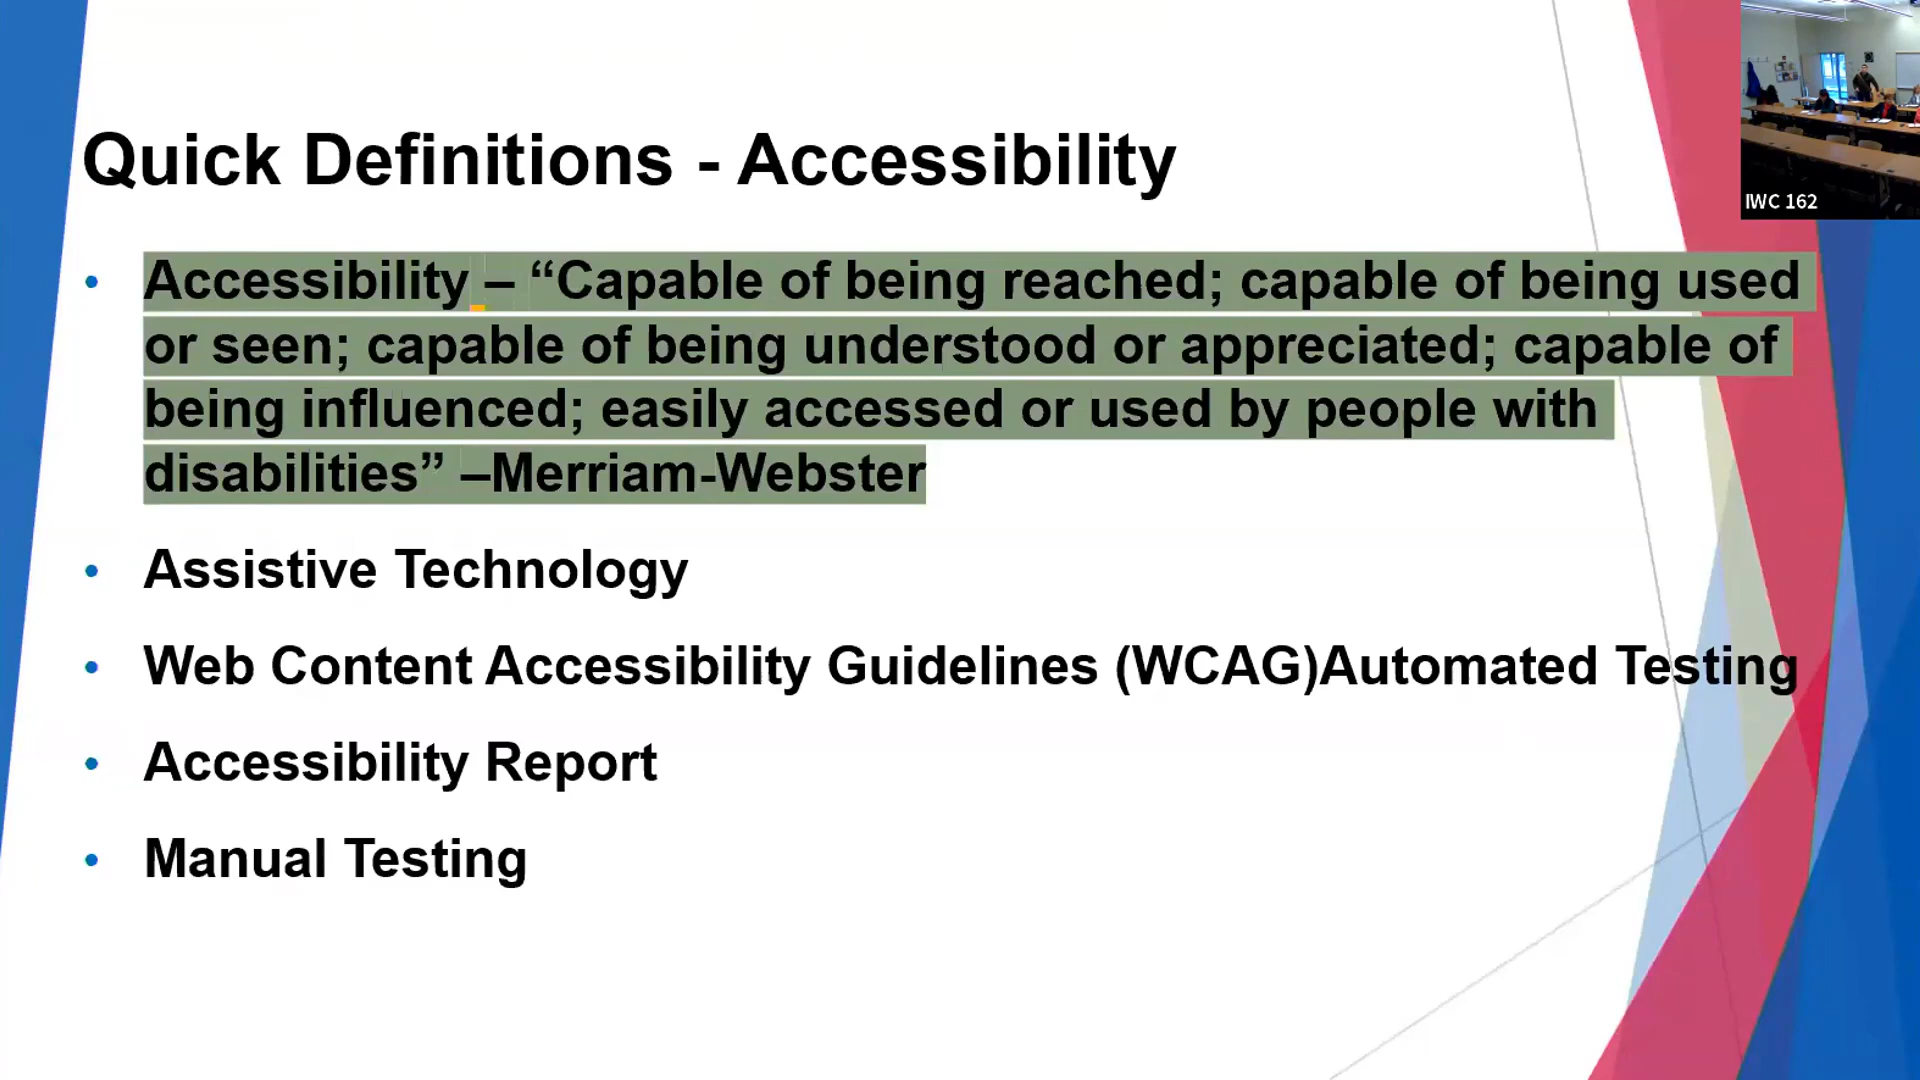 Quick Definitions - Accessibility
IWC 162
• Accessibility – “Capable of being reached; capable of being used
or seen; capable of being understood or appreciated; capable of
being influenced; easily accessed or used by people with
disabilities” –Merriam-Webster
• Assistive Technology
• Web Content Accessibility Guidelines (WCAG)Automated Testing
• Accessibility Report
• Manual Testing